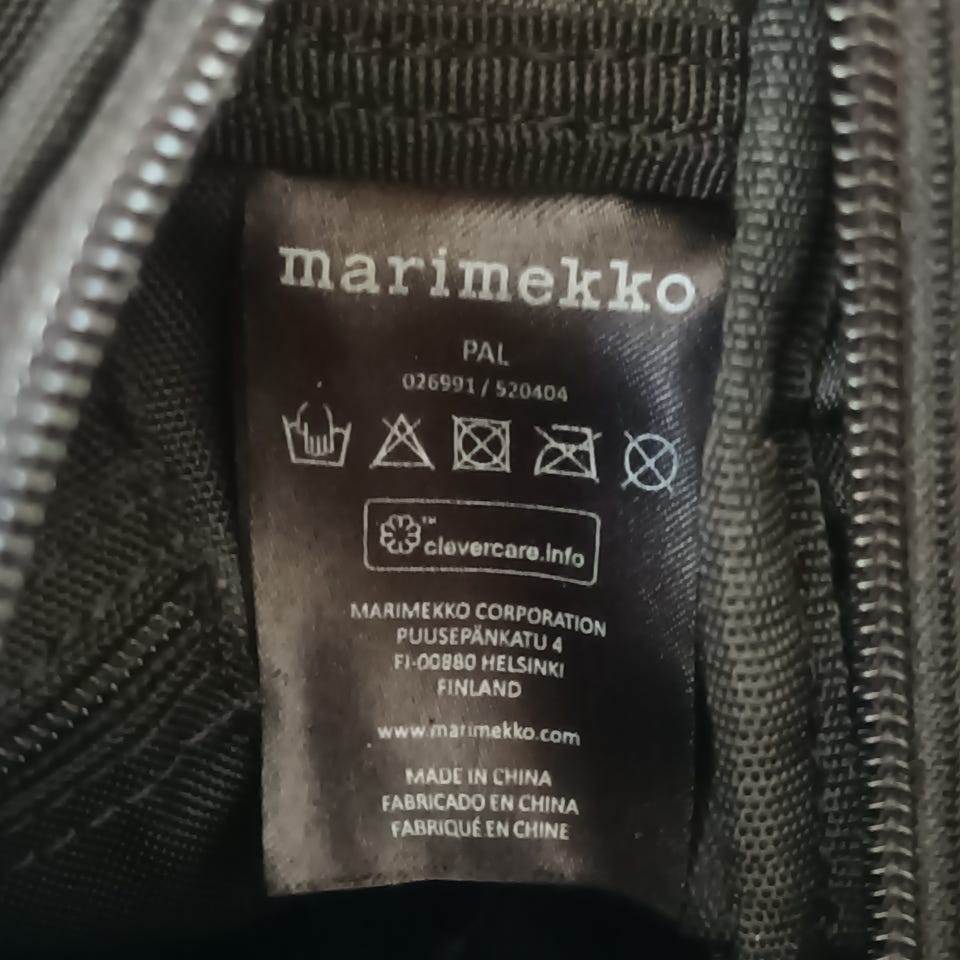 marimekko
PAL
026991 / 520404
clevercare.info™
MARIMEKKO CORPORATION
PUUSEPÄNKATU 4
FI-00880 HELSINKI
FINLAND
www.marimekko.com
MADE IN CHINA
FABRICADO EN CHINA
FABRIQUÉ EN CHINE